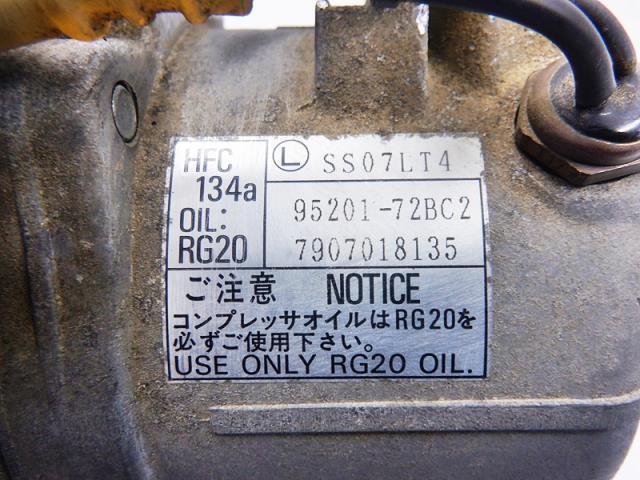 HFC
134a
OIL:
RG20
Ⓛ SS07LT4
95201-72BC2
7907018135
ご注意 NOTICE
コンプレッサオイルはRG20を
必ずご使用下さい。
USE ONLY RG20 OIL.